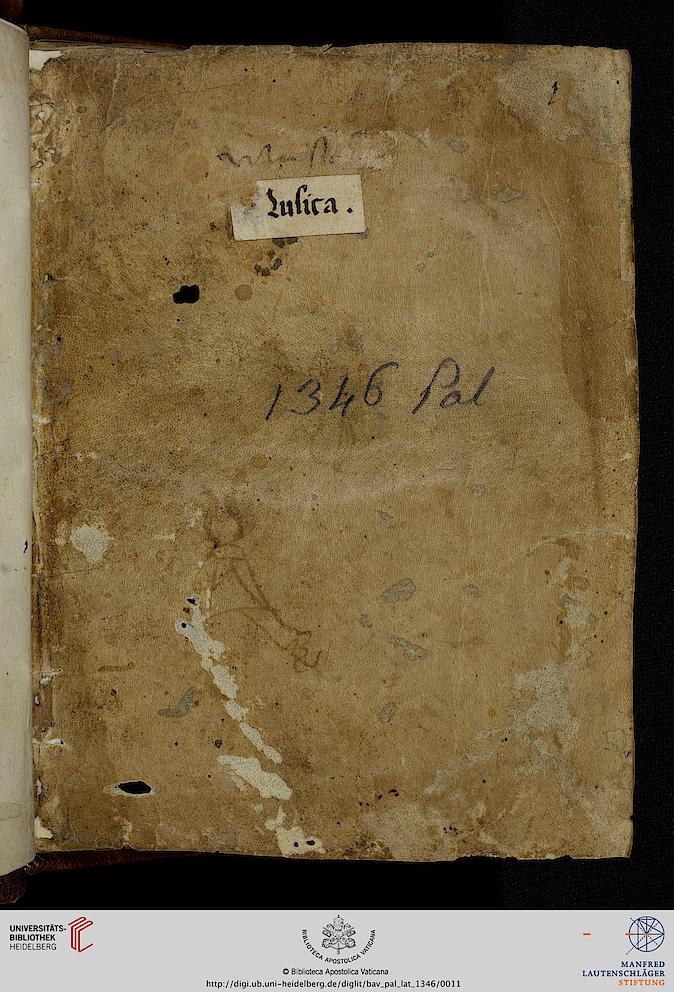 1
Musica .
1346 Pal
UNIVERSITÄTS-
BIBLIOTHEK
HEIDELBERG
BIBLIOTHECA APOSTOLICA VATICANA
© Biblioteca Apostolica Vaticana
http://digi.ub.uni-heidelberg.de/diglit/bav_pal_lat_1346/0011
MANFRED
LAUTENSCHLÄGER
STIFTUNG